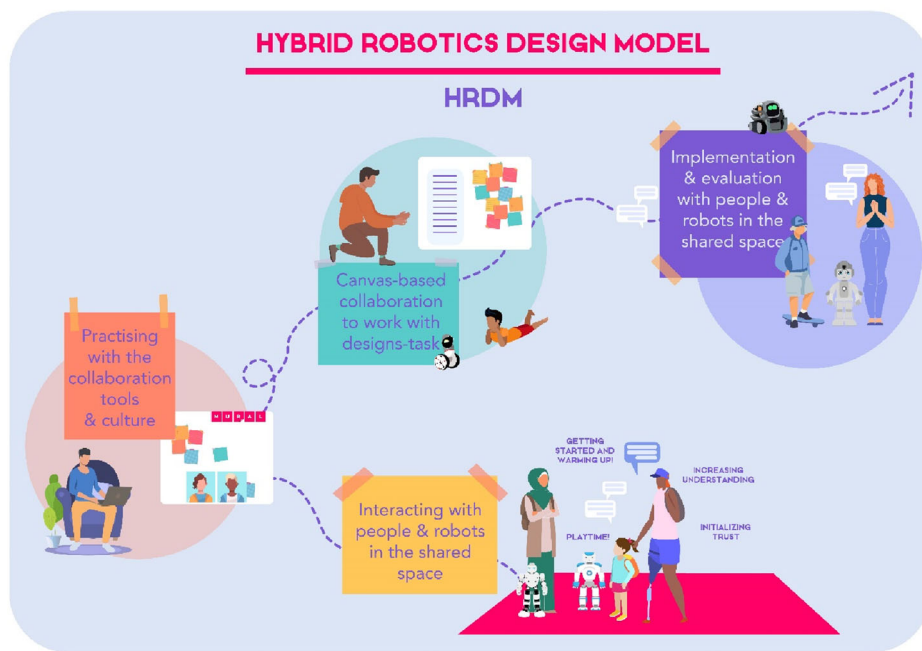 HYBRID ROBOTICS DESIGN MODEL
HRDM
Practising
with the
collaboration
tools
& culture
MURAL
Canvas-based
collaboration
to work with
designs-task
Implementation
& evaluation
with people &
robots in the
shared space
Interacting with
people & robots
in the shared
space
GETTING
STARTED AND
WARMING UP!
PLAYTIME!
INCREASING
UNDERSTANDING
INITIALIZING
TRUST